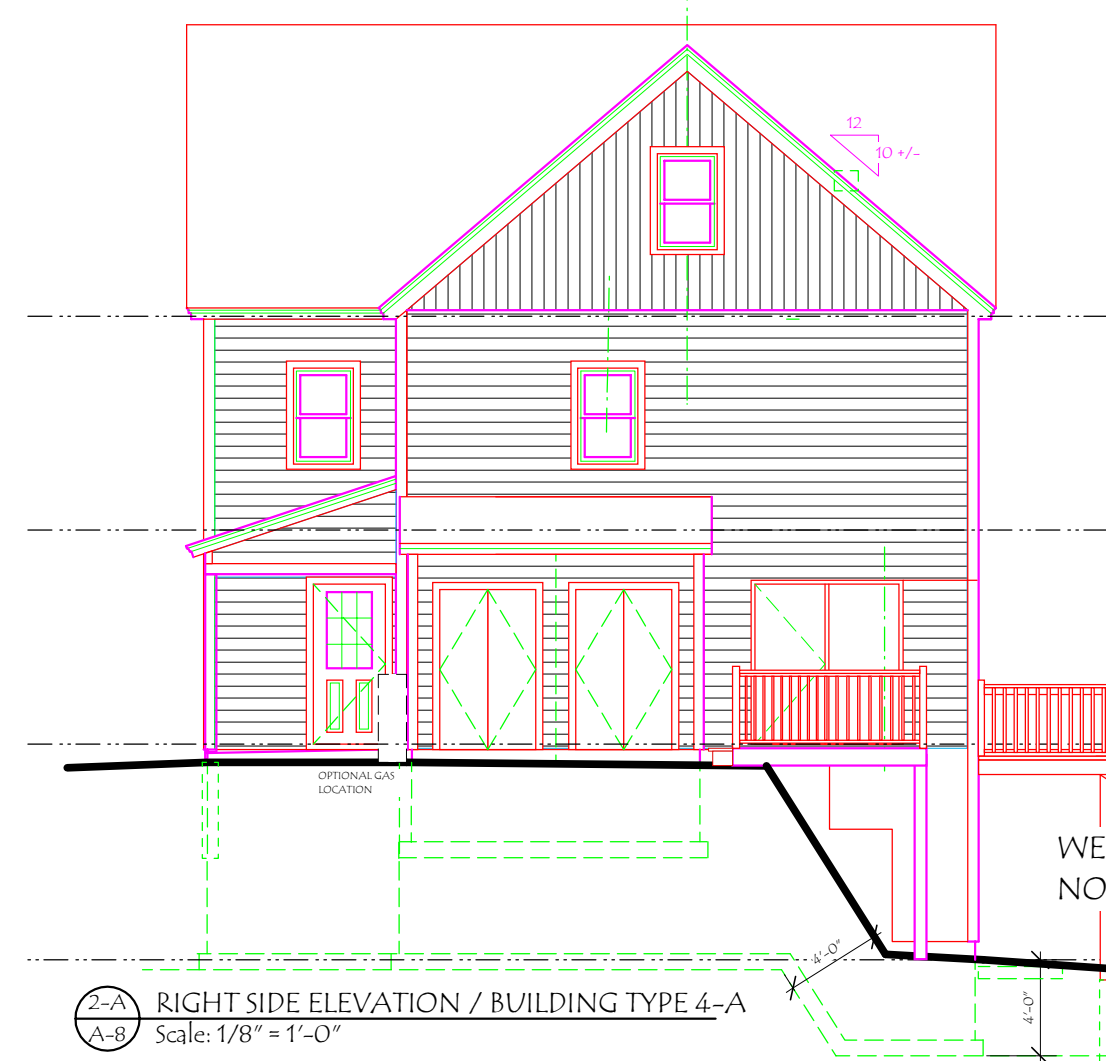 12
10 +/-
OPTIONAL GAS
LOCATION
WE
NO
4'-0"
4'-0"
2-A
A-8
RIGHT SIDE ELEVATION / BUILDING TYPE 4-A
Scale: 1/8" = 1'-0"